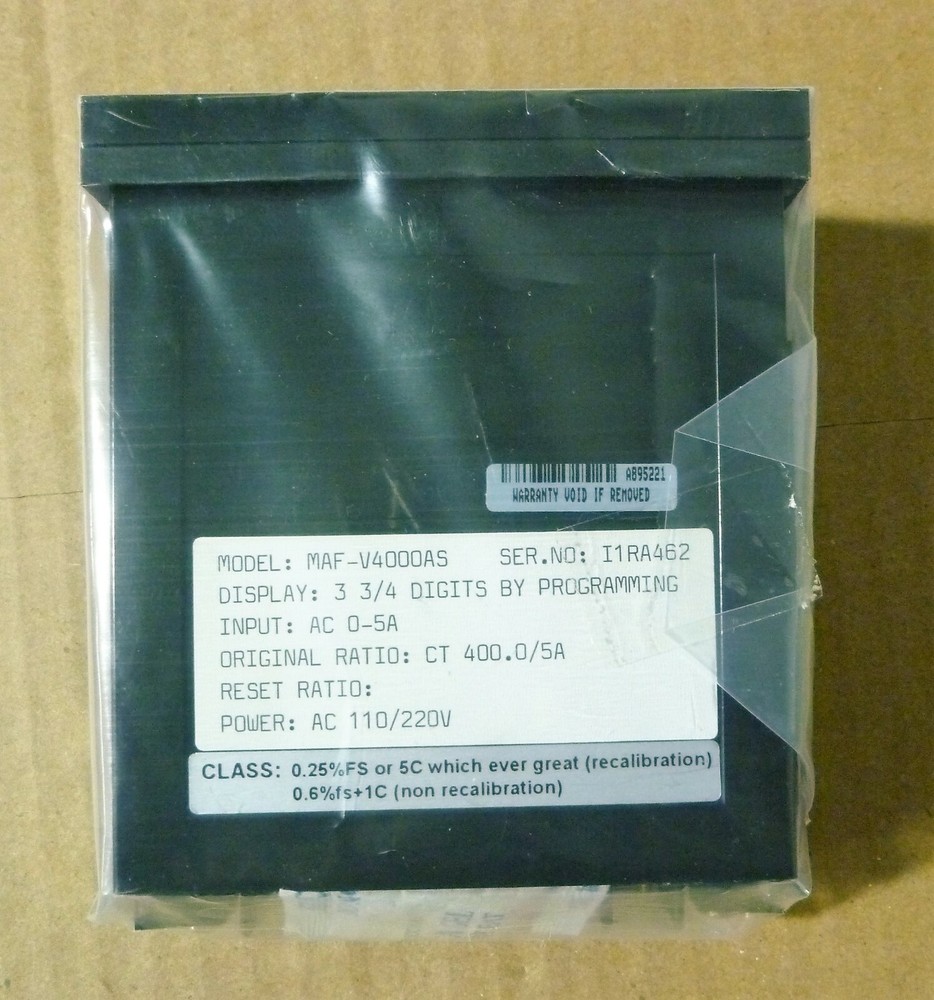 A895221
WARRANTY VOID IF REMOVED
MODEL: MAF-V4000AS SER.NO: I1RA462
DISPLAY: 3 3/4 DIGITS BY PROGRAMMING
INPUT: AC 0-5A
ORIGINAL RATIO: CT 400.0/5A
RESET RATIO:
POWER: AC 110/220V
CLASS: 0.25%FS or 5C which ever great (recalibration)
0.6%fs+1C (non recalibration)